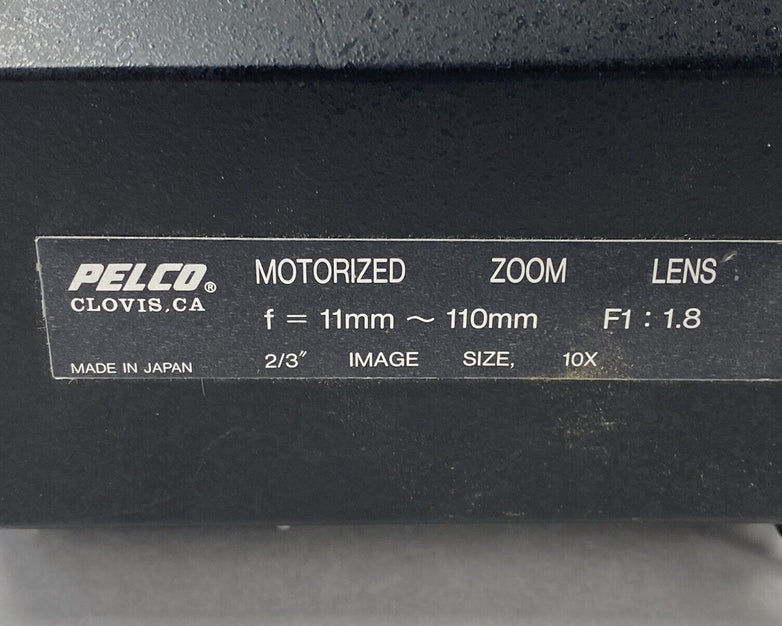 PELCO® MOTORIZED ZOOM LENS
CLOVIS, CA f = 11mm ~ 110mm F1 : 1.8
MADE IN JAPAN 2/3″ IMAGE SIZE, 10X